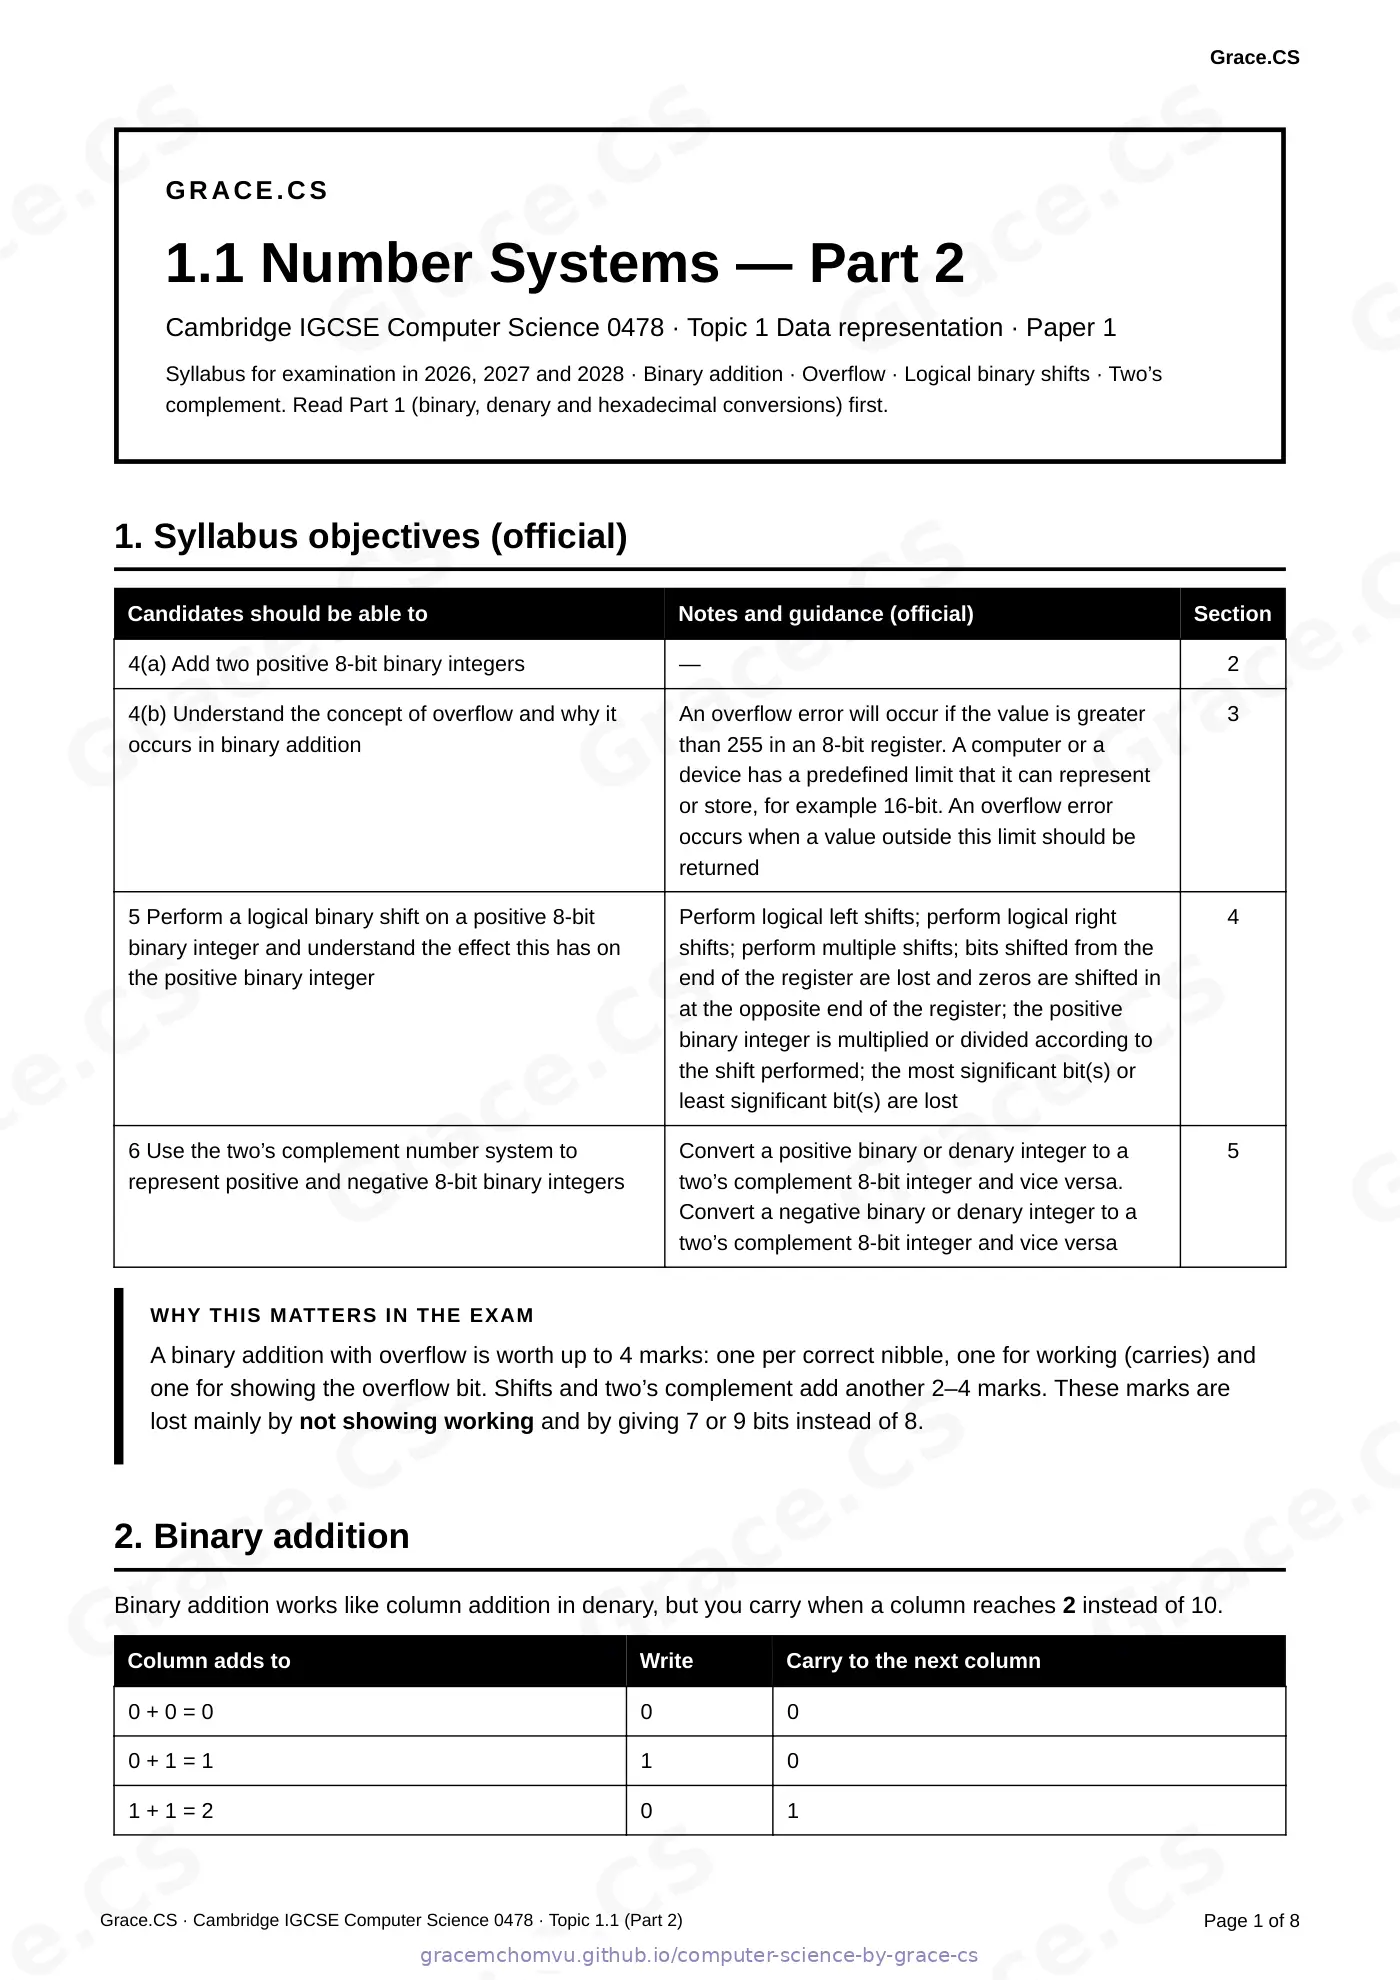 Grace.CS
GRACE.CS
1.1 Number Systems — Part 2
Cambridge IGCSE Computer Science 0478 · Topic 1 Data representation · Paper 1
Syllabus for examination in 2026, 2027 and 2028 · Binary addition · Overflow · Logical binary shifts · Two’s
complement. Read Part 1 (binary, denary and hexadecimal conversions) first.
1. Syllabus objectives (official)
Candidates should be able to
Notes and guidance (official)
Section
4(a) Add two positive 8-bit binary integers
—
2
4(b) Understand the concept of overflow and why it
occurs in binary addition
An overflow error will occur if the value is greater
than 255 in an 8-bit register. A computer or a
device has a predefined limit that it can represent
or store, for example 16-bit. An overflow error
occurs when a value outside this limit should be
returned
3
5 Perform a logical binary shift on a positive 8-bit
binary integer and understand the effect this has on
the positive binary integer
Perform logical left shifts; perform logical right
shifts; perform multiple shifts; bits shifted from the
end of the register are lost and zeros are shifted in
at the opposite end of the register; the positive
binary integer is multiplied or divided according to
the shift performed; the most significant bit(s) or
least significant bit(s) are lost
4
6 Use the two’s complement number system to
represent positive and negative 8-bit binary integers
Convert a positive binary or denary integer to a
two’s complement 8-bit integer and vice versa.
Convert a negative binary or denary integer to a
two’s complement 8-bit integer and vice versa
5
WHY THIS MATTERS IN THE EXAM
A binary addition with overflow is worth up to 4 marks: one per correct nibble, one for working (carries) and
one for showing the overflow bit. Shifts and two’s complement add another 2–4 marks. These marks are
lost mainly by not showing working and by giving 7 or 9 bits instead of 8.
2. Binary addition
Binary addition works like column addition in denary, but you carry when a column reaches 2 instead of 10.
Column adds to
Write
Carry to the next column
0 + 0 = 0
0
0
0 + 1 = 1
1
0
1 + 1 = 2
0
1
Grace.CS · Cambridge IGCSE Computer Science 0478 · Topic 1.1 (Part 2)
Page 1 of 8
gracemchomvu.github.io/computer-science-by-grace-cs